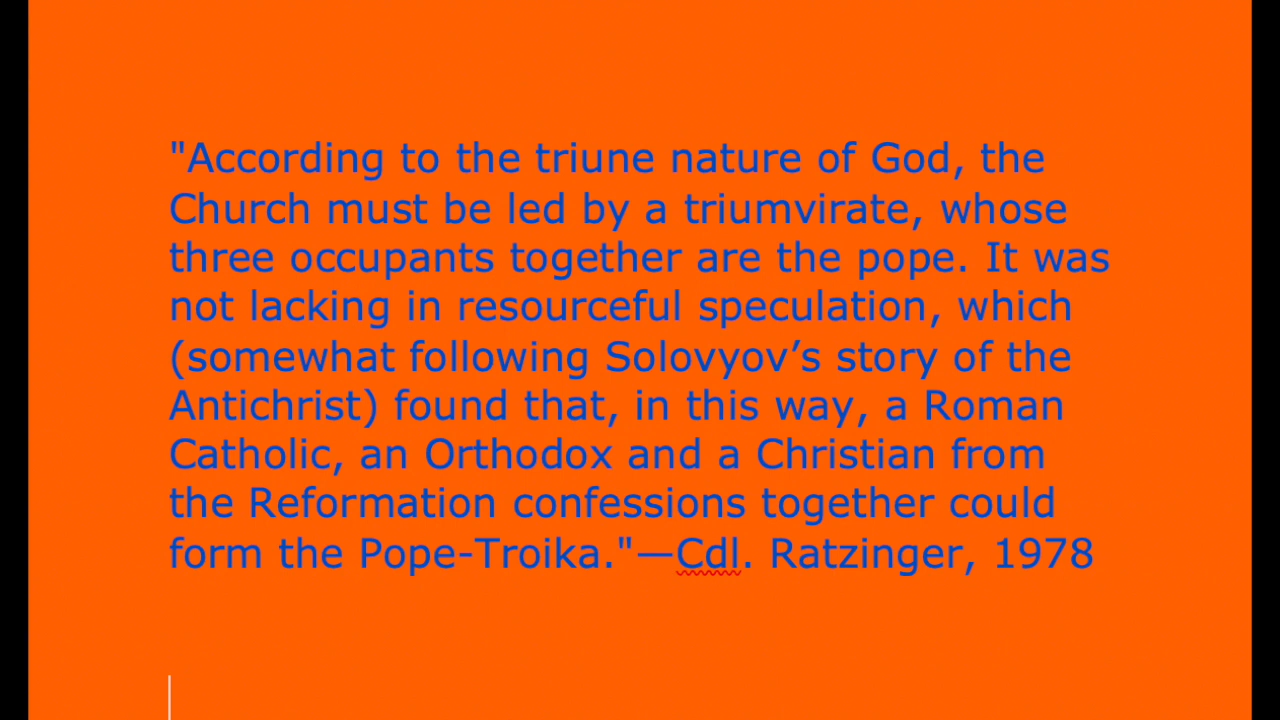 "According to the triune nature of God, the
Church must be led by a triumvirate, whose
three occupants together are the pope. It was
not lacking in resourceful speculation, which
(somewhat following Solovyov’s story of the
Antichrist) found that, in this way, a Roman
Catholic, an Orthodox and a Christian from
the Reformation confessions together could
form the Pope-Troika."—Cdl. Ratzinger, 1978